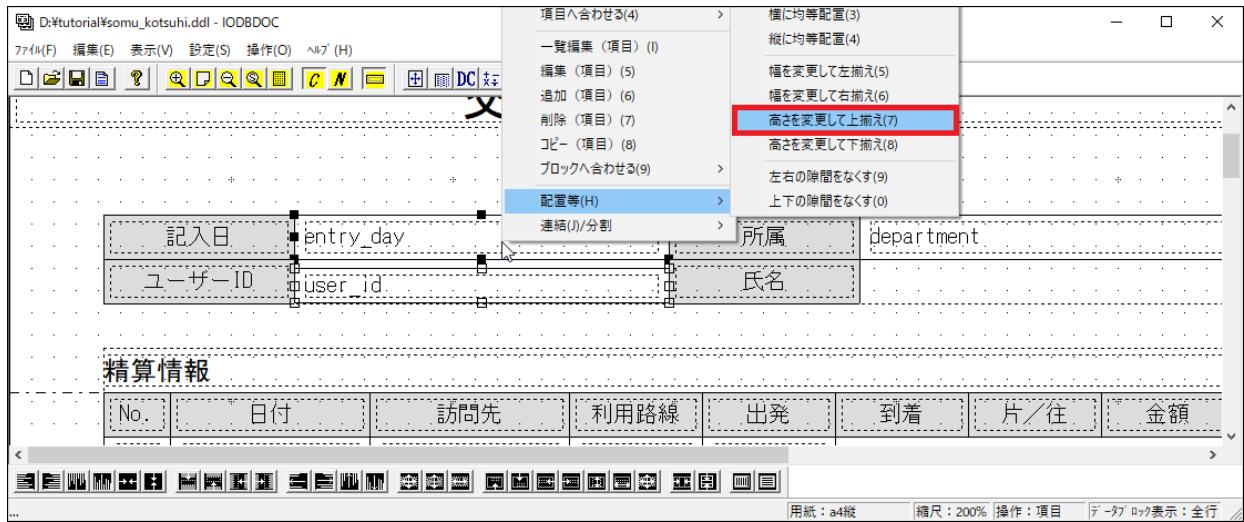 D:¥tutorial¥somu_kotsuhi.ddl - IODBDOC
ファイル(F) 編集(E) 表示(V) 設定(S) 操作(O) ヘルプ(H)
項目へ合わせる(4) >
一覧編集（項目）(I)
編集（項目）(5)
追加（項目）(6)
削除（項目）(7)
コピー（項目）(8)
ブロックへ合わせる(9) >
配置等(H) >
連結(J)/分割 >
横に均等配置(3)
縦に均等配置(4)
幅を変更して左揃え(5)
幅を変更して右揃え(6)
高さを変更して上揃え(7)
高さを変更して下揃え(8)
左右の隙間をなくす(9)
上下の隙間をなくす(0)
C N DC
記入日 entry_day 所属 department
ユーザーID user_id 氏名
精算情報
No. 日付 訪問先 利用路線 出発 到着 片／往 金額
... 用紙：a4縦 縮尺：200% 操作：項目 データブロック表示：全行